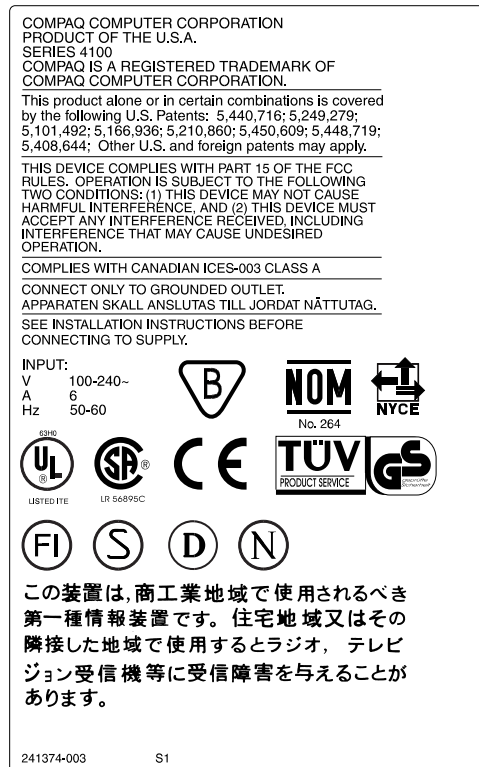 COMPAQ COMPUTER CORPORATION
PRODUCT OF THE U.S.A.
SERIES 4100
COMPAQ IS A REGISTERED TRADEMARK OF
COMPAQ COMPUTER CORPORATION.
This product alone or in certain combinations is covered
by the following U.S. Patents: 5,440,716; 5,249,279;
5,101,492; 5,166,936; 5,210,860; 5,450,609; 5,448,719;
5,408,644; Other U.S. and foreign patents may apply.
THIS DEVICE COMPLIES WITH PART 15 OF THE FCC
RULES. OPERATION IS SUBJECT TO THE FOLLOWING
TWO CONDITIONS: (1) THIS DEVICE MAY NOT CAUSE
HARMFUL INTERFERENCE, AND (2) THIS DEVICE MUST
ACCEPT ANY INTERFERENCE RECEIVED, INCLUDING
INTERFERENCE THAT MAY CAUSE UNDESIRED
OPERATION.
COMPLIES WITH CANADIAN ICES-003 CLASS A
CONNECT ONLY TO GROUNDED OUTLET.
APPARATEN SKALL ANSLUTAS TILL JORDAT NÄTTUTAG.
SEE INSTALLATION INSTRUCTIONS BEFORE
CONNECTING TO SUPPLY.
INPUT:
V 100-240~
A 6
Hz 50-60
B
NOM
No. 264
NYCE
63H0
UL ®
LISTED ITE
SA ®
LR 56895C
CE
TÜV
PRODUCT SERVICE
GS
geprüfte
Sicherheit
FI S D N
この装置は,商工業地域で使用されるべき
第一種情報装置です。住宅地域又はその
隣接した地域で使用するとラジオ, テレビ
ジョン受信機等に受信障害を与えることが
あります。
241374-003 S1